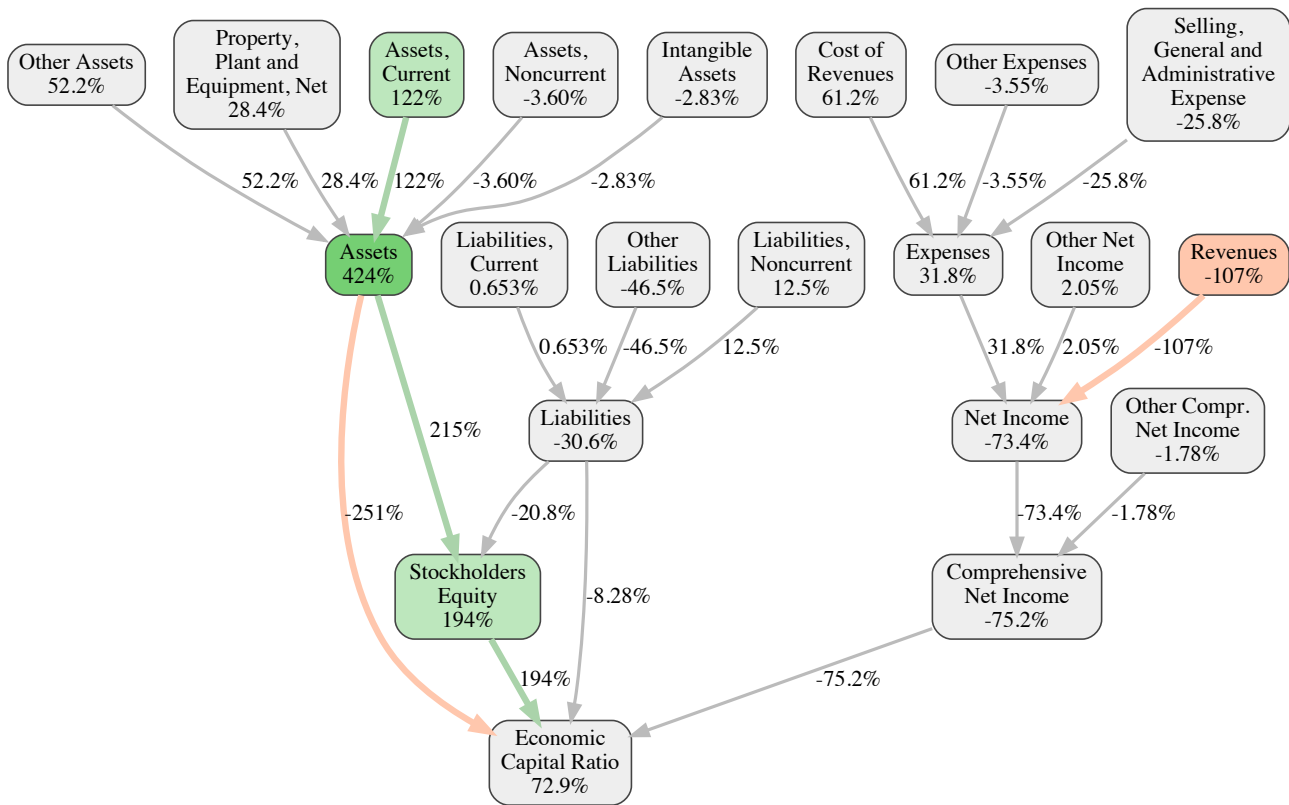 Other Assets
52.2%
Property,
Plant and
Equipment, Net
28.4%
Assets,
Current
122%
Assets,
Noncurrent
-3.60%
Intangible
Assets
-2.83%
Cost of
Revenues
61.2%
Other Expenses
-3.55%
Selling,
General and
Administrative
Expense
-25.8%
52.2%
28.4%
122%
-3.60%
-2.83%
61.2%
-3.55%
-25.8%
Assets
424%
Liabilities,
Current
0.653%
Other
Liabilities
-46.5%
Liabilities,
Noncurrent
12.5%
Expenses
31.8%
Other Net
Income
2.05%
Revenues
-107%
0.653%
-46.5%
12.5%
31.8%
2.05%
-107%
215%
Liabilities
-30.6%
Net Income
-73.4%
Other Compr.
Net Income
-1.78%
-251%
-20.8%
-73.4%
-1.78%
Stockholders
Equity
194%
-8.28%
Comprehensive
Net Income
-75.2%
194%
-75.2%
Economic
Capital Ratio
72.9%